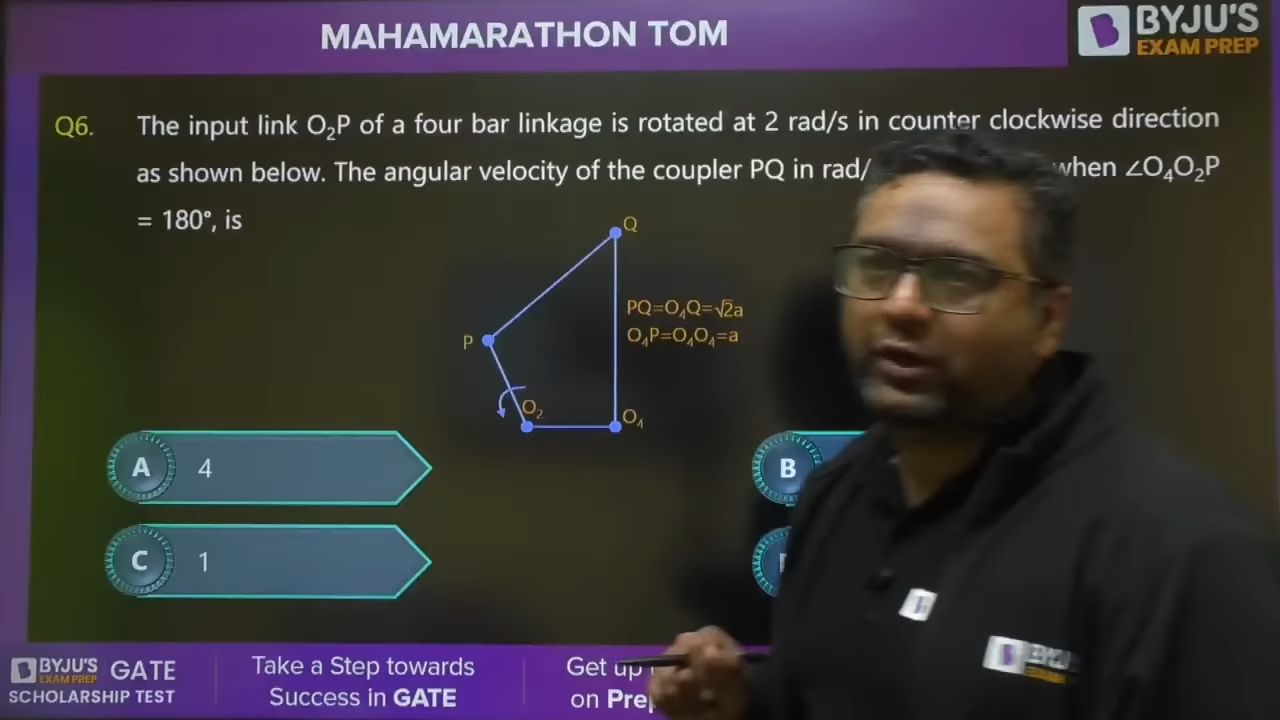 MAHAMARATHON TOM
BYJU'S
EXAM PREP
Q6. The input link O₂P of a four bar linkage is rotated at 2 rad/s in counter clockwise direction
as shown below. The angular velocity of the coupler PQ in rad/ when ∠O₄O₂P
= 180°, is
Q
PQ=O₄Q=√2a
O₄P=O₄O₄=a
P
O₂
O₄
A 4
B
C 1
BYJU'S
EXAM PREP
GATE
SCHOLARSHIP TEST
Take a Step towards
Success in GATE
Get up
on Prep